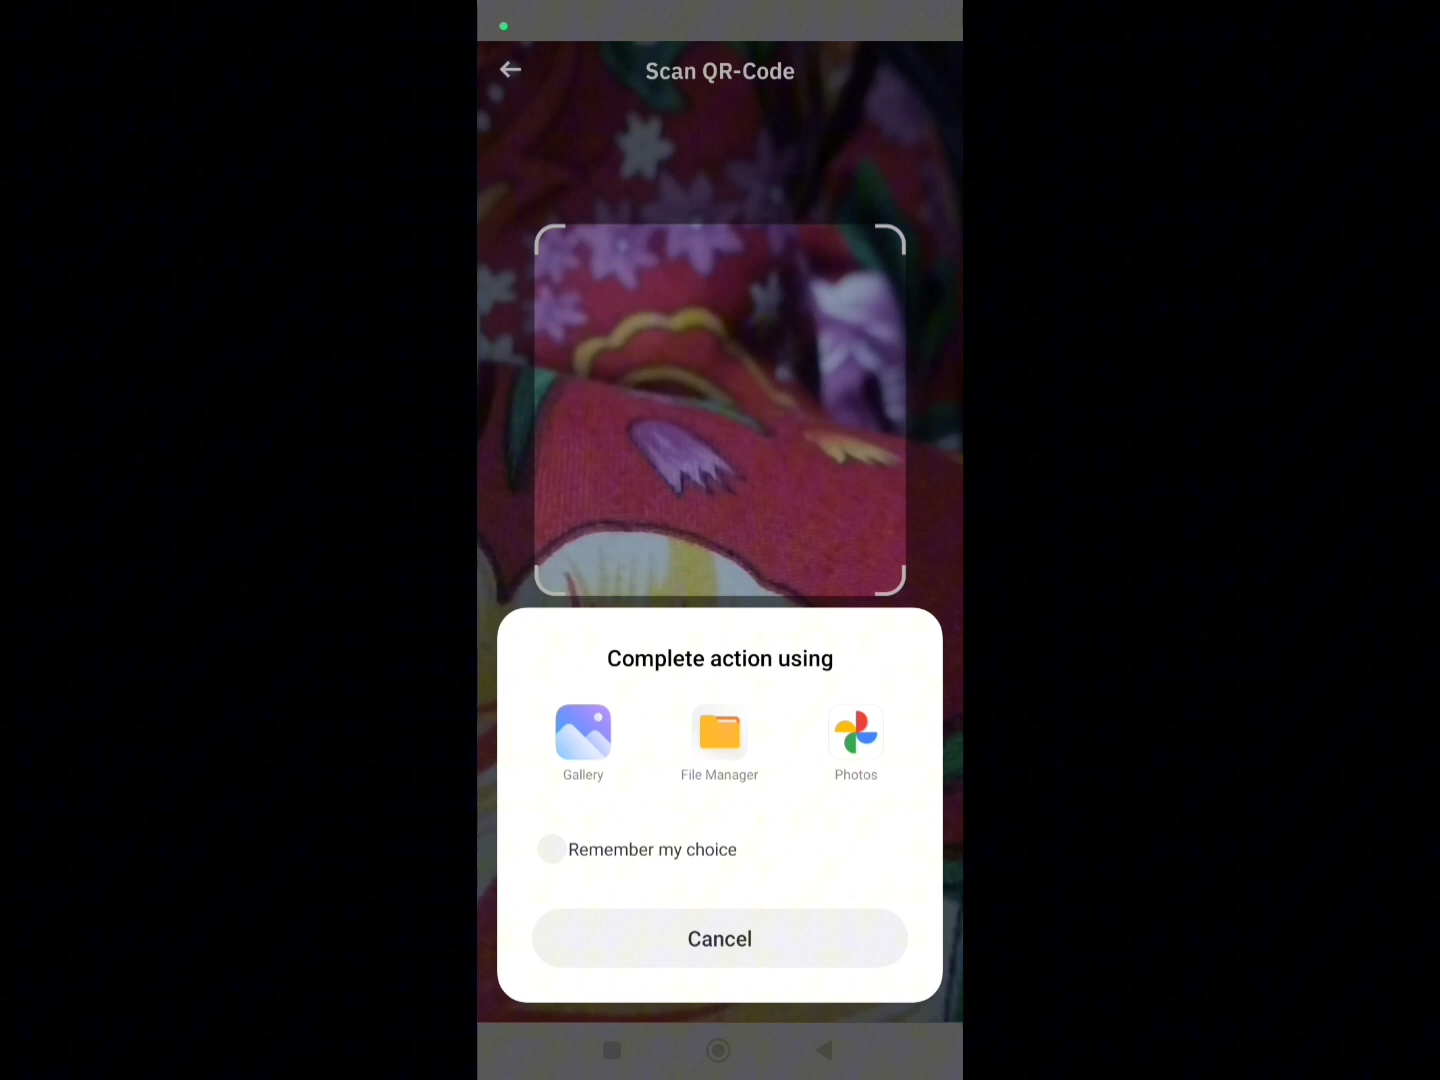 Scan QR-Code
Complete action using
Gallery
File Manager
Photos
Remember my choice
Cancel